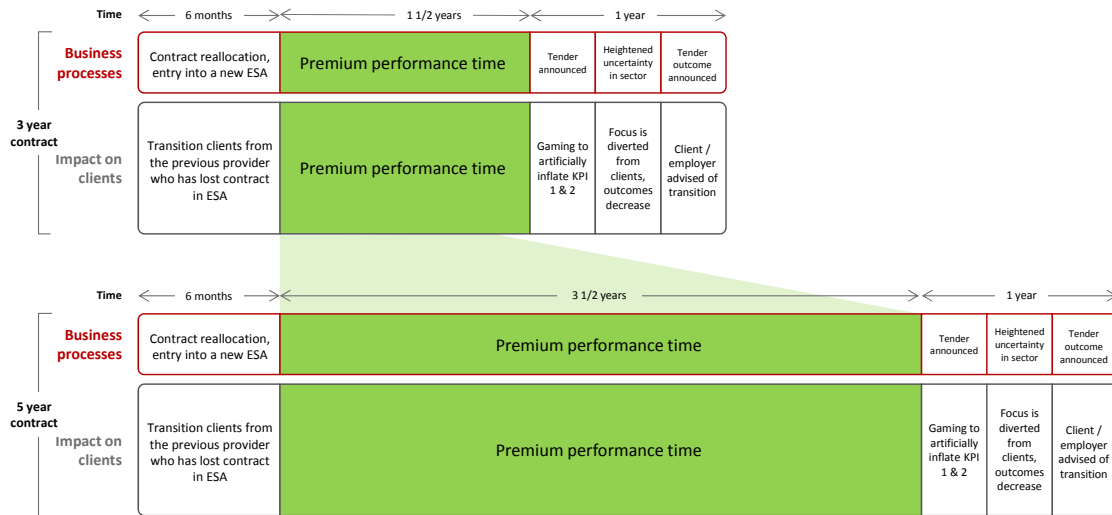 Time
6 months
1 1/2 years
1 year
3 year
contract
Business
processes
Contract reallocation,
entry into a new ESA
Premium performance time
Tender
announced
Heightened
uncertainty
in sector
Tender
outcome
announced
Impact on
clients
Transition clients from
the previous provider
who has lost contract
in ESA
Premium performance time
Gaming to
artificially
inflate KPI
1 & 2
Focus is
diverted
from
clients,
outcomes
decrease
Client /
employer
advised of
transition
Time
6 months
3 1/2 years
1 year
5 year
contract
Business
processes
Contract reallocation,
entry into a new ESA
Premium performance time
Tender
announced
Heightened
uncertainty
in sector
Tender
outcome
announced
Impact on
clients
Transition clients from
the previous provider
who has lost contract
in ESA
Premium performance time
Gaming to
artificially
inflate KPI
1 & 2
Focus is
diverted
from
clients,
outcomes
decrease
Client /
employer
advised of
transition